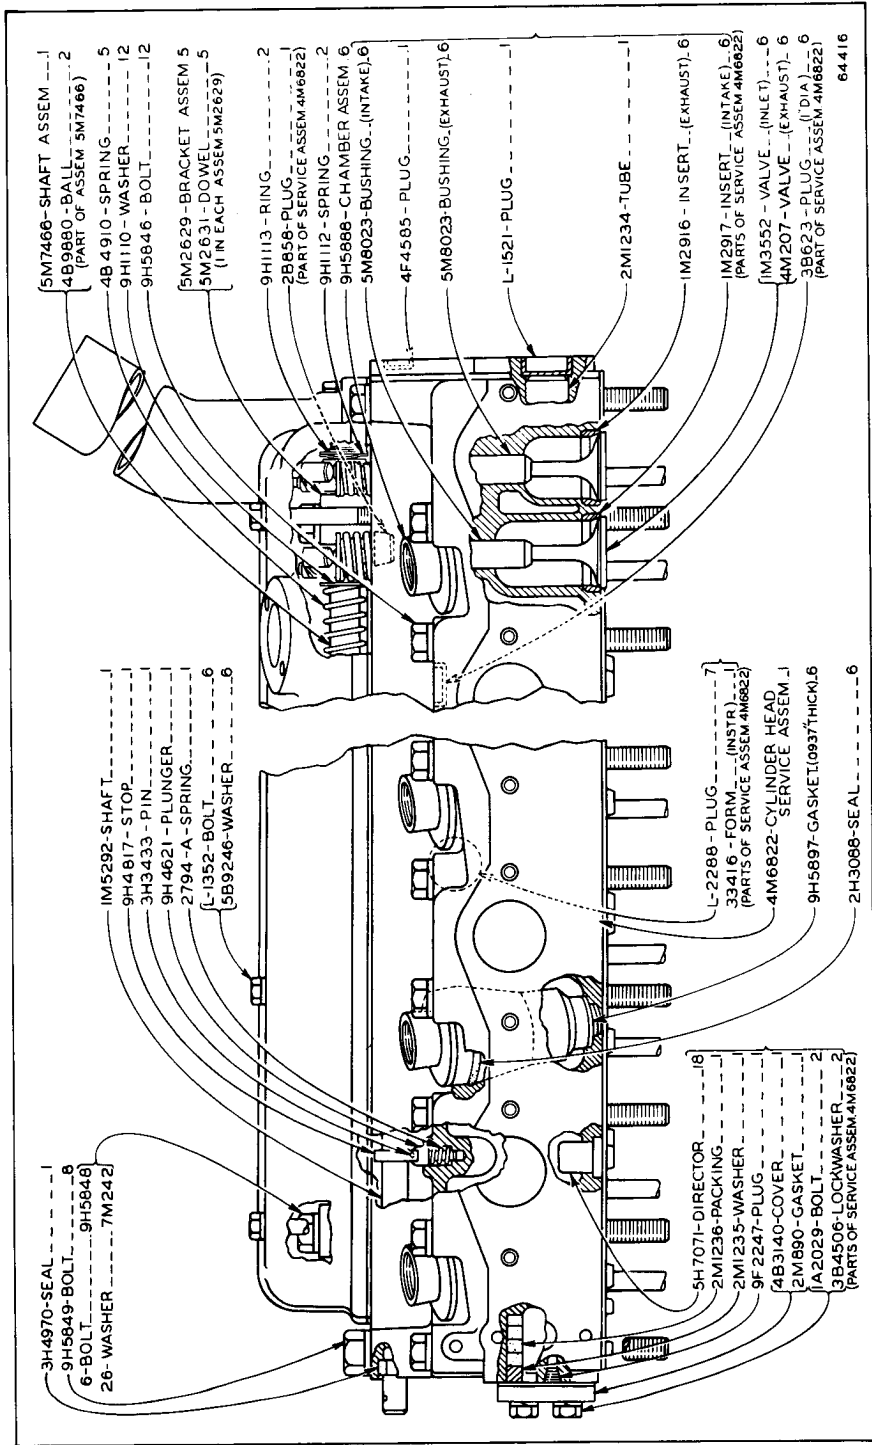 3H4970-SEAL 1
9H5849-BOLT 8
6-BOLT 9H5848
26-WASHER 7M242
1M5292-SHAFT 1
9H4817-STOP 1
3H3433-PIN 1
9H4621-PLUNGER 1
2794-A-SPRING 1
L-1352-BOLT 6
5B9246-WASHER 6
5M7466-SHAFT ASSEM 1
4B9880-BALL 2
(PART OF ASSEM 5M7466)
4B4910-SPRING 5
9H1110-WASHER 12
9H5846-BOLT 12
5M2629-BRACKET ASSEM 5
5M2631-DOWEL 5
(1 IN EACH ASSEM 5M2629)
9H1113-RING 2
2B858-PLUG 1
(PART OF SERVICE ASSEM 4M6822)
9H1112-SPRING 2
9H5888-CHAMBER ASSEM 6
5M8023-BUSHING (INTAKE) 6
4F4585-PLUG 1
5M8023-BUSHING (EXHAUST) 6
L-1521-PLUG 1
2M1234-TUBE 1
1M2916-INSERT (EXHAUST) 6
1M2917-INSERT (INTAKE) 6
(PARTS OF SERVICE ASSEM 4M6822)
1M3552-VALVE (INLET) 6
4M207-VALVE (EXHAUST) 6
3B623-PLUG (1"DIA) 6
(PART OF SERVICE ASSEM 4M6822)
5H7071-DIRECTOR 18
2M1236-PACKING 1
2M1235-WASHER 1
9F2247-PLUG 1
4B3140-COVER 1
2M890-GASKET 1
1A2029-BOLT 2
3B4506-LOCKWASHER 2
(PARTS OF SERVICE ASSEM 4M6822)
L-2288-PLUG 7
33416-FORM (INSTR) 1
(PARTS OF SERVICE ASSEM 4M6822)
4M6822-CYLINDER HEAD
SERVICE ASSEM 1
9H5897-GASKET (.0937"THICK) 6
2H3088-SEAL 6
64416